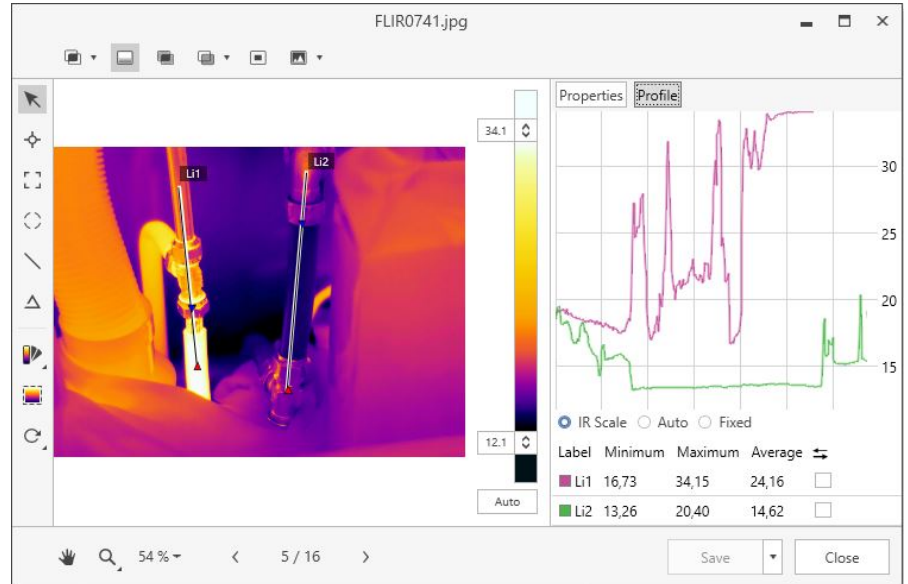 FLIR0741.jpg
Properties Profile
34.1
Li1
Li2
30
25
20
15
IR Scale Auto Fixed
12.1
Label Minimum Maximum Average
Li1 16,73 34,15 24,16
Auto
Li2 13,26 20,40 14,62
54 % 5 / 16 Save Close